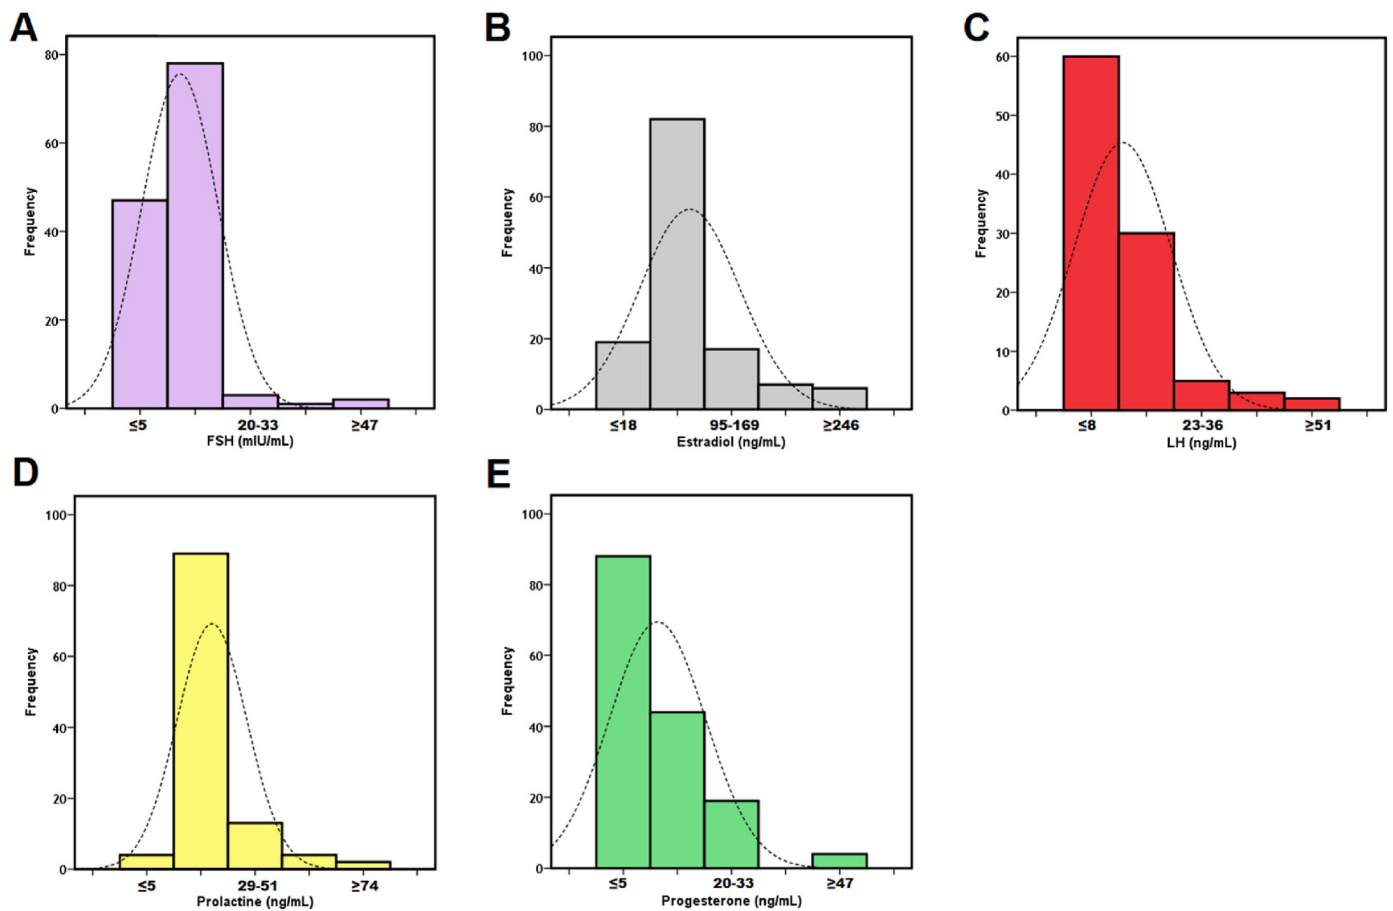 A
Frequency
80
60
40
20
0
≤5 20-33 ≥47
FSH (mIU/mL)
B
Frequency
100
80
60
40
20
0
≤18 95-169 ≥246
Estradiol (ng/mL)
C
Frequency
60
50
40
30
20
10
0
≤8 23-36 ≥51
LH (ng/mL)
D
Frequency
100
80
60
40
20
0
≤5 29-51 ≥74
Prolactine (ng/mL)
E
Frequency
100
80
60
40
20
0
≤5 20-33 ≥47
Progesterone (ng/mL)